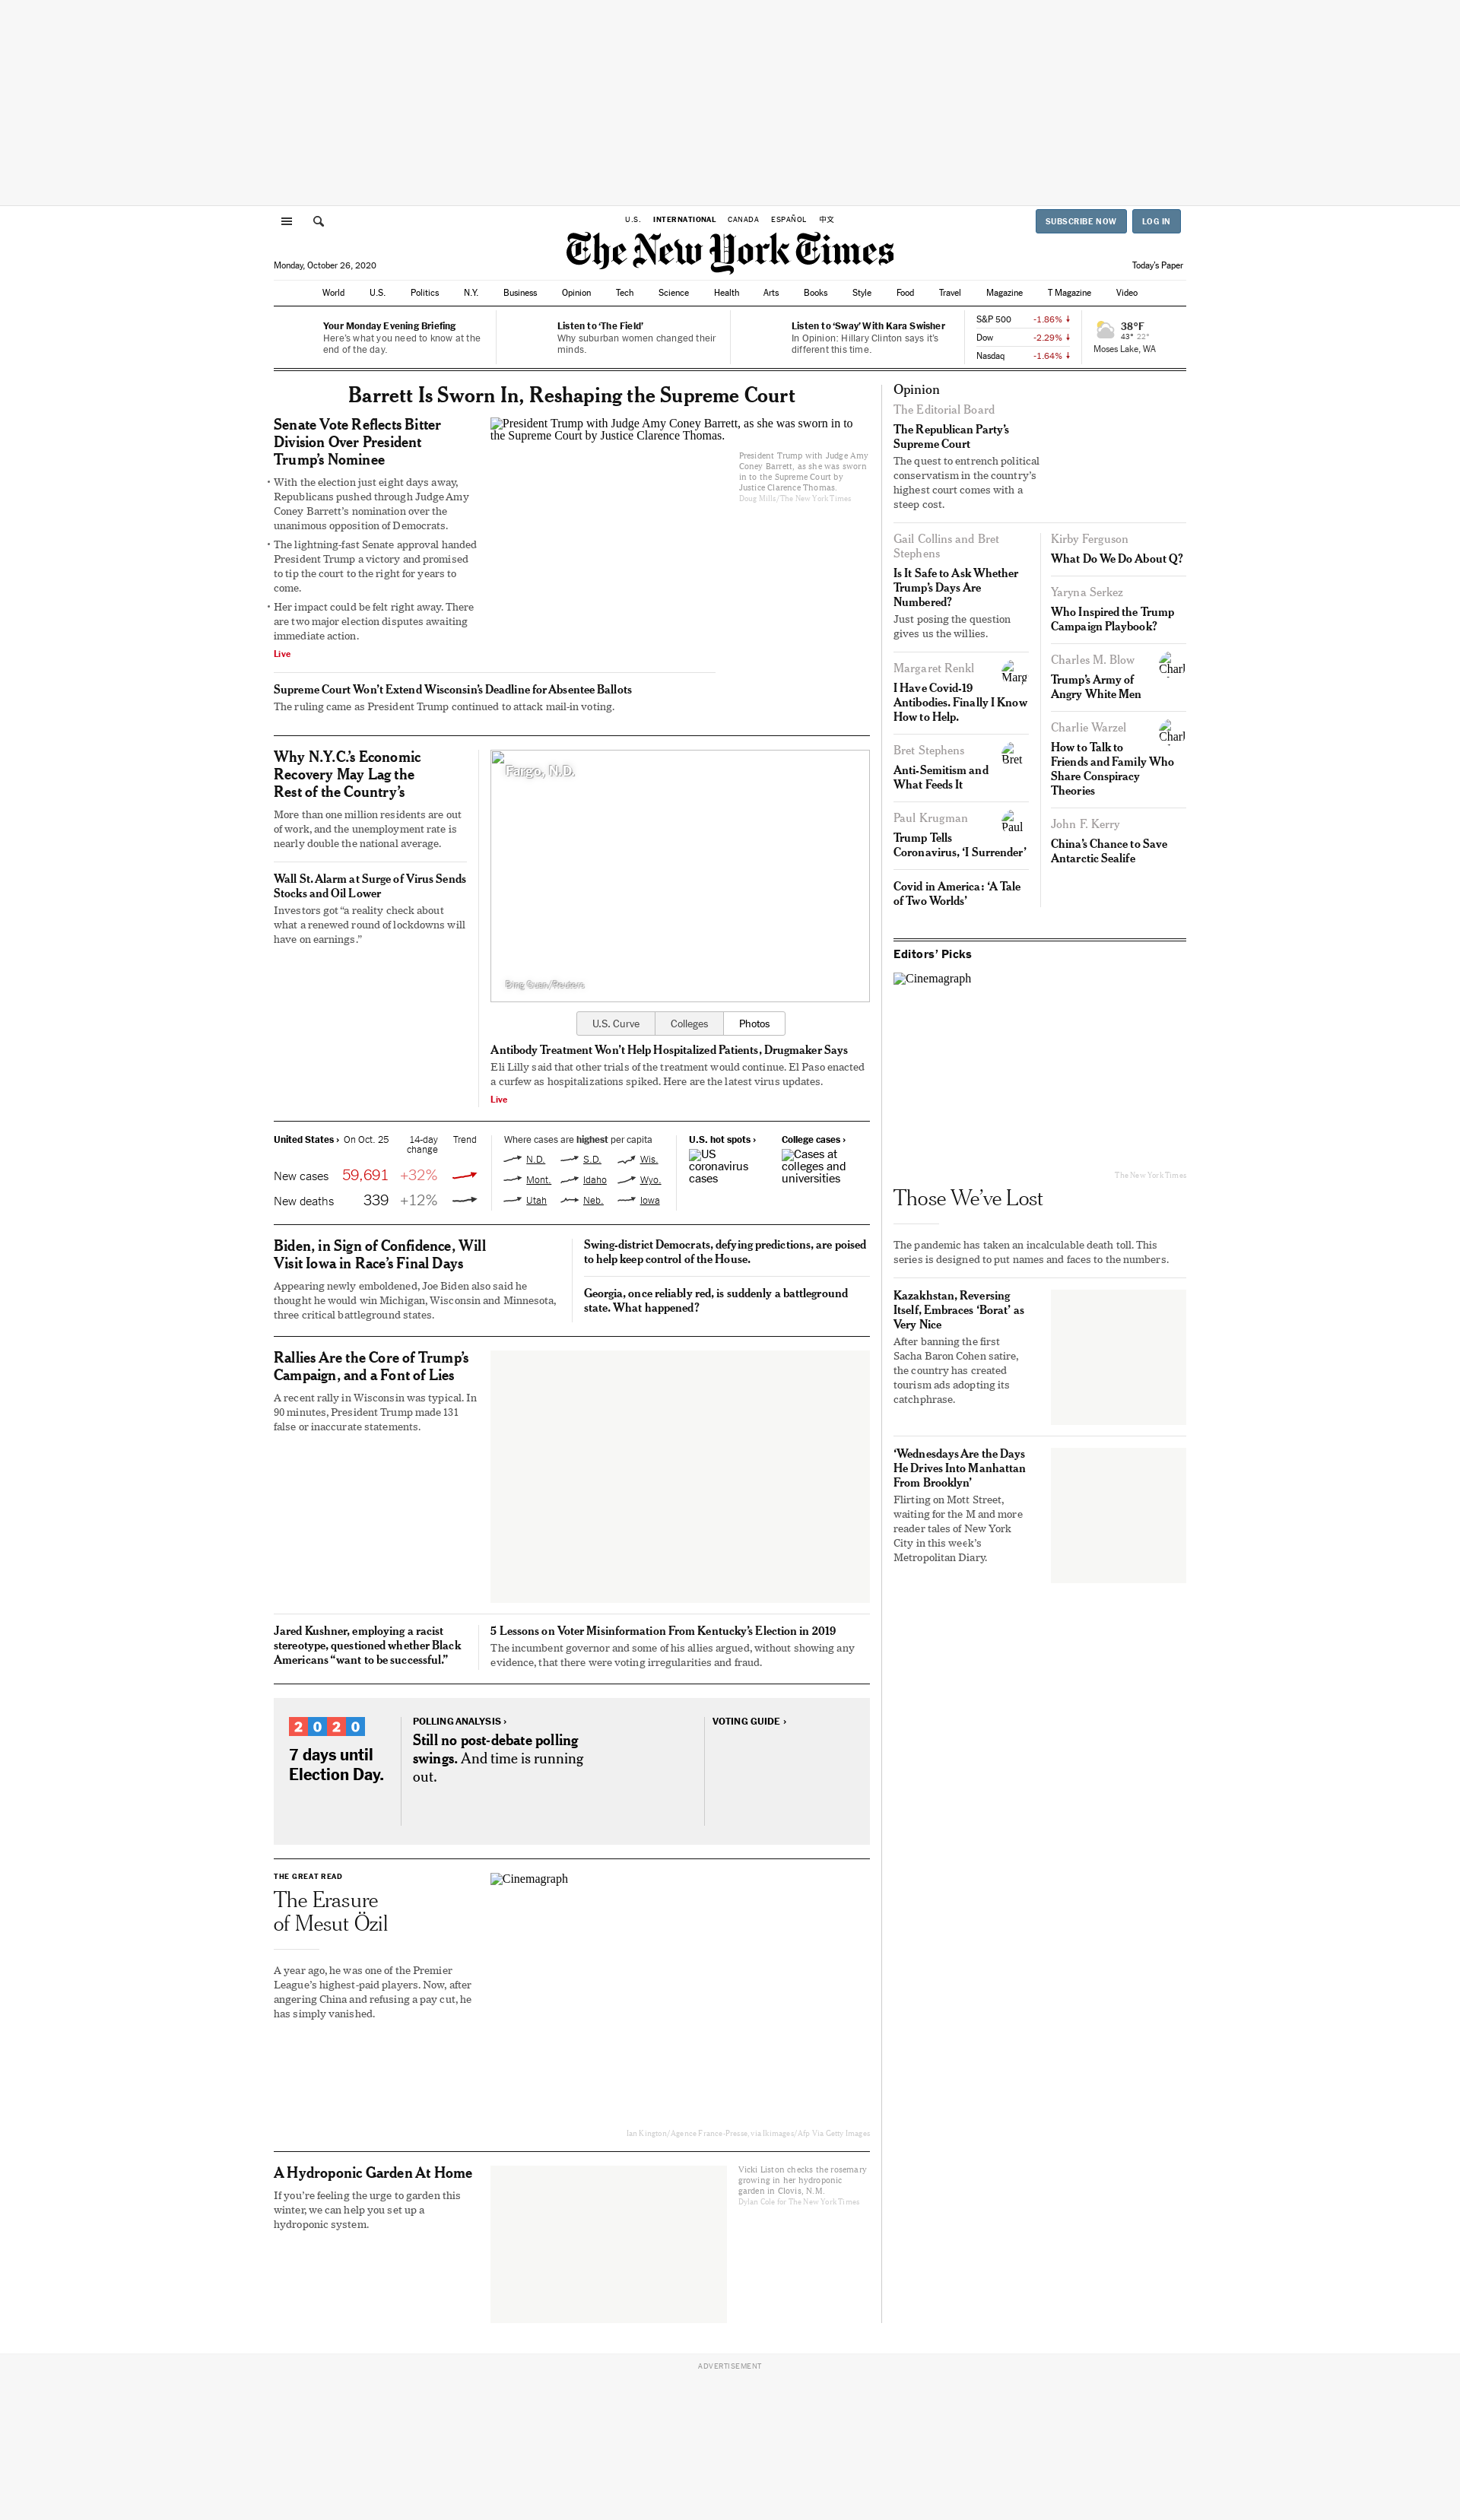 U.S. INTERNATIONAL CANADA ESPAÑOL 中文
SUBSCRIBE NOW LOG IN
The New York Times
Monday, October 26, 2020
Today's Paper
World U.S. Politics N.Y. Business Opinion Tech Science Health Arts Books Style Food Travel Magazine T Magazine Video
Your Monday Evening Briefing
Here's what you need to know at the
end of the day.
Listen to ‘The Field’
Why suburban women changed their
minds.
Listen to ‘Sway’ With Kara Swisher
In Opinion: Hillary Clinton says it's
different this time.
S&P 500 -1.86%
Dow -2.29%
Nasdaq -1.64%
38°F
43° 22°
Moses Lake, WA
Barrett Is Sworn In, Reshaping the Supreme Court
Senate Vote Reflects Bitter
Division Over President
Trump’s Nominee
• With the election just eight days away,
Republicans pushed through Judge Amy
Coney Barrett’s nomination over the
unanimous opposition of Democrats.
• The lightning-fast Senate approval handed
President Trump a victory and promised
to tip the court to the right for years to
come.
• Her impact could be felt right away. There
are two major election disputes awaiting
immediate action.
Live
President Trump with Judge Amy Coney Barrett, as she was sworn in to
the Supreme Court by Justice Clarence Thomas.
President Trump with Judge Amy
Coney Barrett, as she was sworn
in to the Supreme Court by
Justice Clarence Thomas.
Doug Mills/The New York Times
Supreme Court Won’t Extend Wisconsin’s Deadline for Absentee Ballots
The ruling came as President Trump continued to attack mail-in voting.
Why N.Y.C.’s Economic
Recovery May Lag the
Rest of the Country’s
More than one million residents are out
of work, and the unemployment rate is
nearly double the national average.
Wall St. Alarm at Surge of Virus Sends
Stocks and Oil Lower
Investors got “a reality check about
what a renewed round of lockdowns will
have on earnings.”
Fargo, N.D.
Bing Guan/Reuters
U.S. Curve Colleges Photos
Antibody Treatment Won’t Help Hospitalized Patients, Drugmaker Says
Eli Lilly said that other trials of the treatment would continue. El Paso enacted
a curfew as hospitalizations spiked. Here are the latest virus updates.
Live
United States › On Oct. 25 14-day
change Trend
New cases 59,691 +32%
New deaths 339 +12%
Where cases are highest per capita
N.D. S.D. Wis.
Mont. Idaho Wyo.
Utah Neb. Iowa
U.S. hot spots ›
US
coronavirus
cases
College cases ›
Cases at
colleges and
universities
Biden, in Sign of Confidence, Will
Visit Iowa in Race’s Final Days
Appearing newly emboldened, Joe Biden also said he
thought he would win Michigan, Wisconsin and Minnesota,
three critical battleground states.
Swing-district Democrats, defying predictions, are poised
to help keep control of the House.
Georgia, once reliably red, is suddenly a battleground
state. What happened?
Rallies Are the Core of Trump’s
Campaign, and a Font of Lies
A recent rally in Wisconsin was typical. In
90 minutes, President Trump made 131
false or inaccurate statements.
Jared Kushner, employing a racist
stereotype, questioned whether Black
Americans “want to be successful.”
5 Lessons on Voter Misinformation From Kentucky’s Election in 2019
The incumbent governor and some of his allies argued, without showing any
evidence, that there were voting irregularities and fraud.
2020
7 days until
Election Day.
POLLING ANALYSIS ›
Still no post-debate polling
swings. And time is running
out.
VOTING GUIDE ›
THE GREAT READ
The Erasure
of Mesut Özil
A year ago, he was one of the Premier
League’s highest-paid players. Now, after
angering China and refusing a pay cut, he
has simply vanished.
Cinemagraph
Ian Kington/Agence France-Presse, via Ikimages/Afp Via Getty Images
A Hydroponic Garden At Home
If you’re feeling the urge to garden this
winter, we can help you set up a
hydroponic system.
Vicki Liston checks the rosemary
growing in her hydroponic
garden in Clovis, N.M.
Dylan Cole for The New York Times
Opinion
The Editorial Board
The Republican Party’s
Supreme Court
The quest to entrench political
conservatism in the country’s
highest court comes with a
steep cost.
Gail Collins and Bret
Stephens
Is It Safe to Ask Whether
Trump’s Days Are
Numbered?
Just posing the question
gives us the willies.
Margaret Renkl
Marg
I Have Covid-19
Antibodies. Finally I Know
How to Help.
Bret Stephens
Bret
Anti-Semitism and
What Feeds It
Paul Krugman
Paul
Trump Tells
Coronavirus, ‘I Surrender’
Covid in America: ‘A Tale
of Two Worlds’
Kirby Ferguson
What Do We Do About Q?
Yaryna Serkez
Who Inspired the Trump
Campaign Playbook?
Charles M. Blow
Charl
Trump’s Army of
Angry White Men
Charlie Warzel
Charl
How to Talk to
Friends and Family Who
Share Conspiracy
Theories
John F. Kerry
China’s Chance to Save
Antarctic Sealife
Editors’ Picks
Cinemagraph
The New York Times
Those We’ve Lost
The pandemic has taken an incalculable death toll. This
series is designed to put names and faces to the numbers.
Kazakhstan, Reversing
Itself, Embraces ‘Borat’ as
Very Nice
After banning the first
Sacha Baron Cohen satire,
the country has created
tourism ads adopting its
catchphrase.
‘Wednesdays Are the Days
He Drives Into Manhattan
From Brooklyn’
Flirting on Mott Street,
waiting for the M and more
reader tales of New York
City in this week’s
Metropolitan Diary.
ADVERTISEMENT